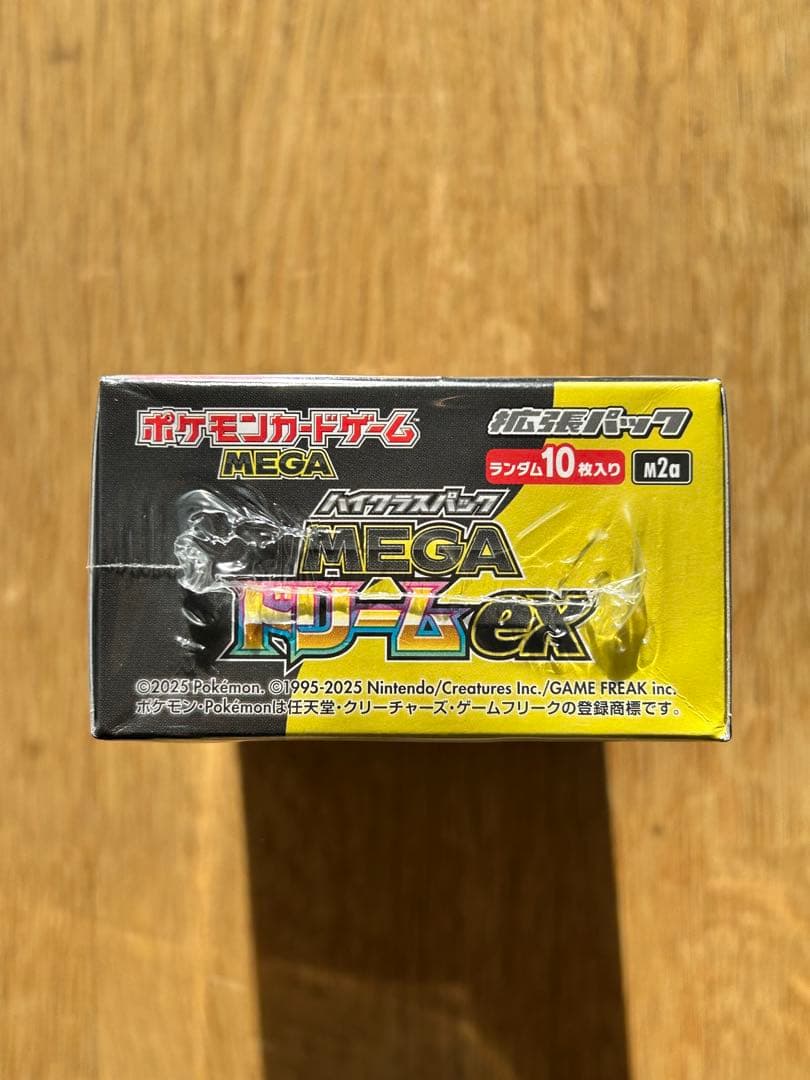 ポケモンカードゲーム
MEGA
拡張パック
ランダム10枚入り
M2a
ハイクラスパック
MEGA
ドリームex
©2025 Pokémon. ©1995-2025 Nintendo/Creatures Inc./GAME FREAK inc.
ポケモン・Pokémonは任天堂・クリーチャーズ・ゲームフリークの登録商標です。